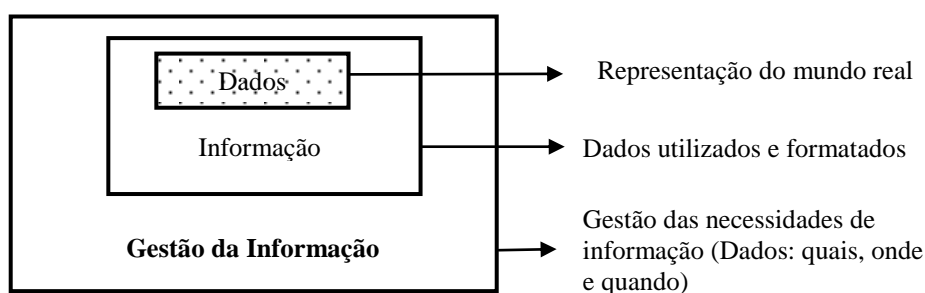 Dados
Representação do mundo real
Informação
Dados utilizados e formatados
Gestão da Informação
Gestão das necessidades de
informação (Dados: quais, onde
e quando)